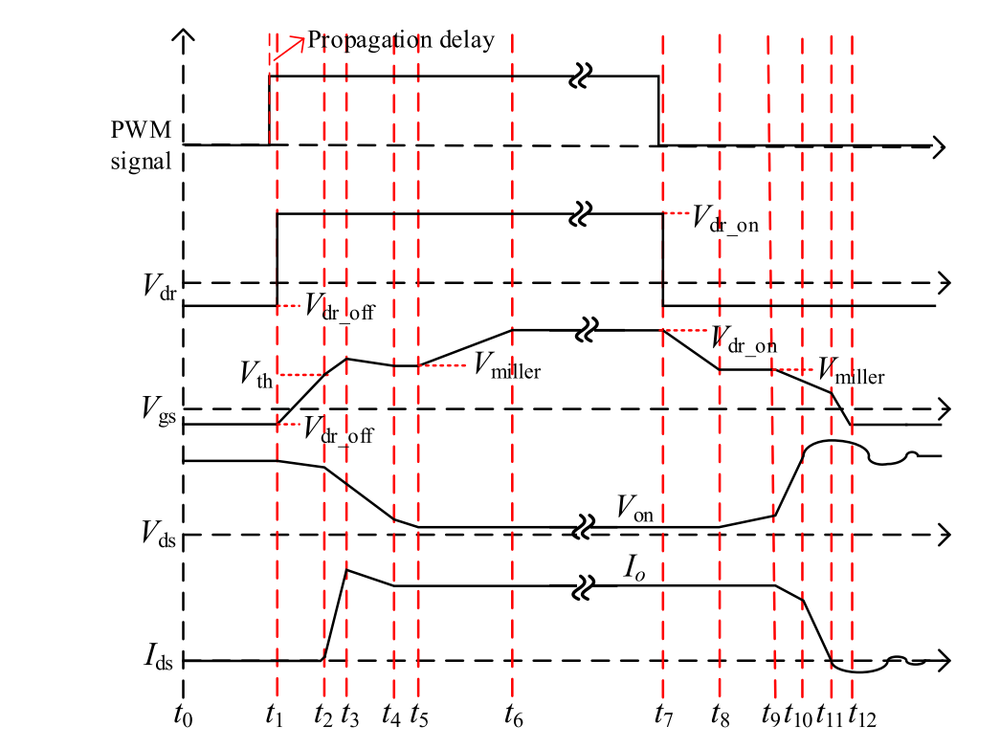 Propagation delay
PWM
signal
V_dr_on
V_dr
V_dr_off
V_dr_on
V_th
V_miller
V_miller
V_gs
V_dr_off
V_on
V_ds
I_o
I_ds
t_0 t_1 t_2 t_3 t_4 t_5 t_6 t_7 t_8 t_9 t_10 t_11 t_12